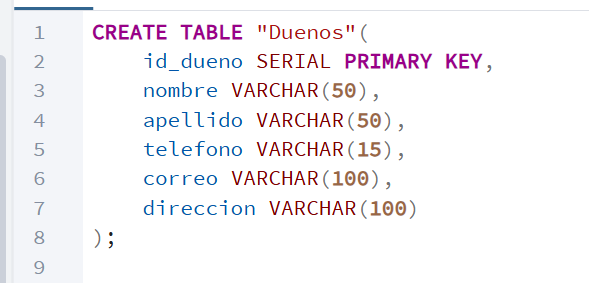 1 CREATE TABLE "Duenos"(
2 id_dueno SERIAL PRIMARY KEY,
3 nombre VARCHAR(50),
4 apellido VARCHAR(50),
5 telefono VARCHAR(15),
6 correo VARCHAR(100),
7 direccion VARCHAR(100)
8 );
9